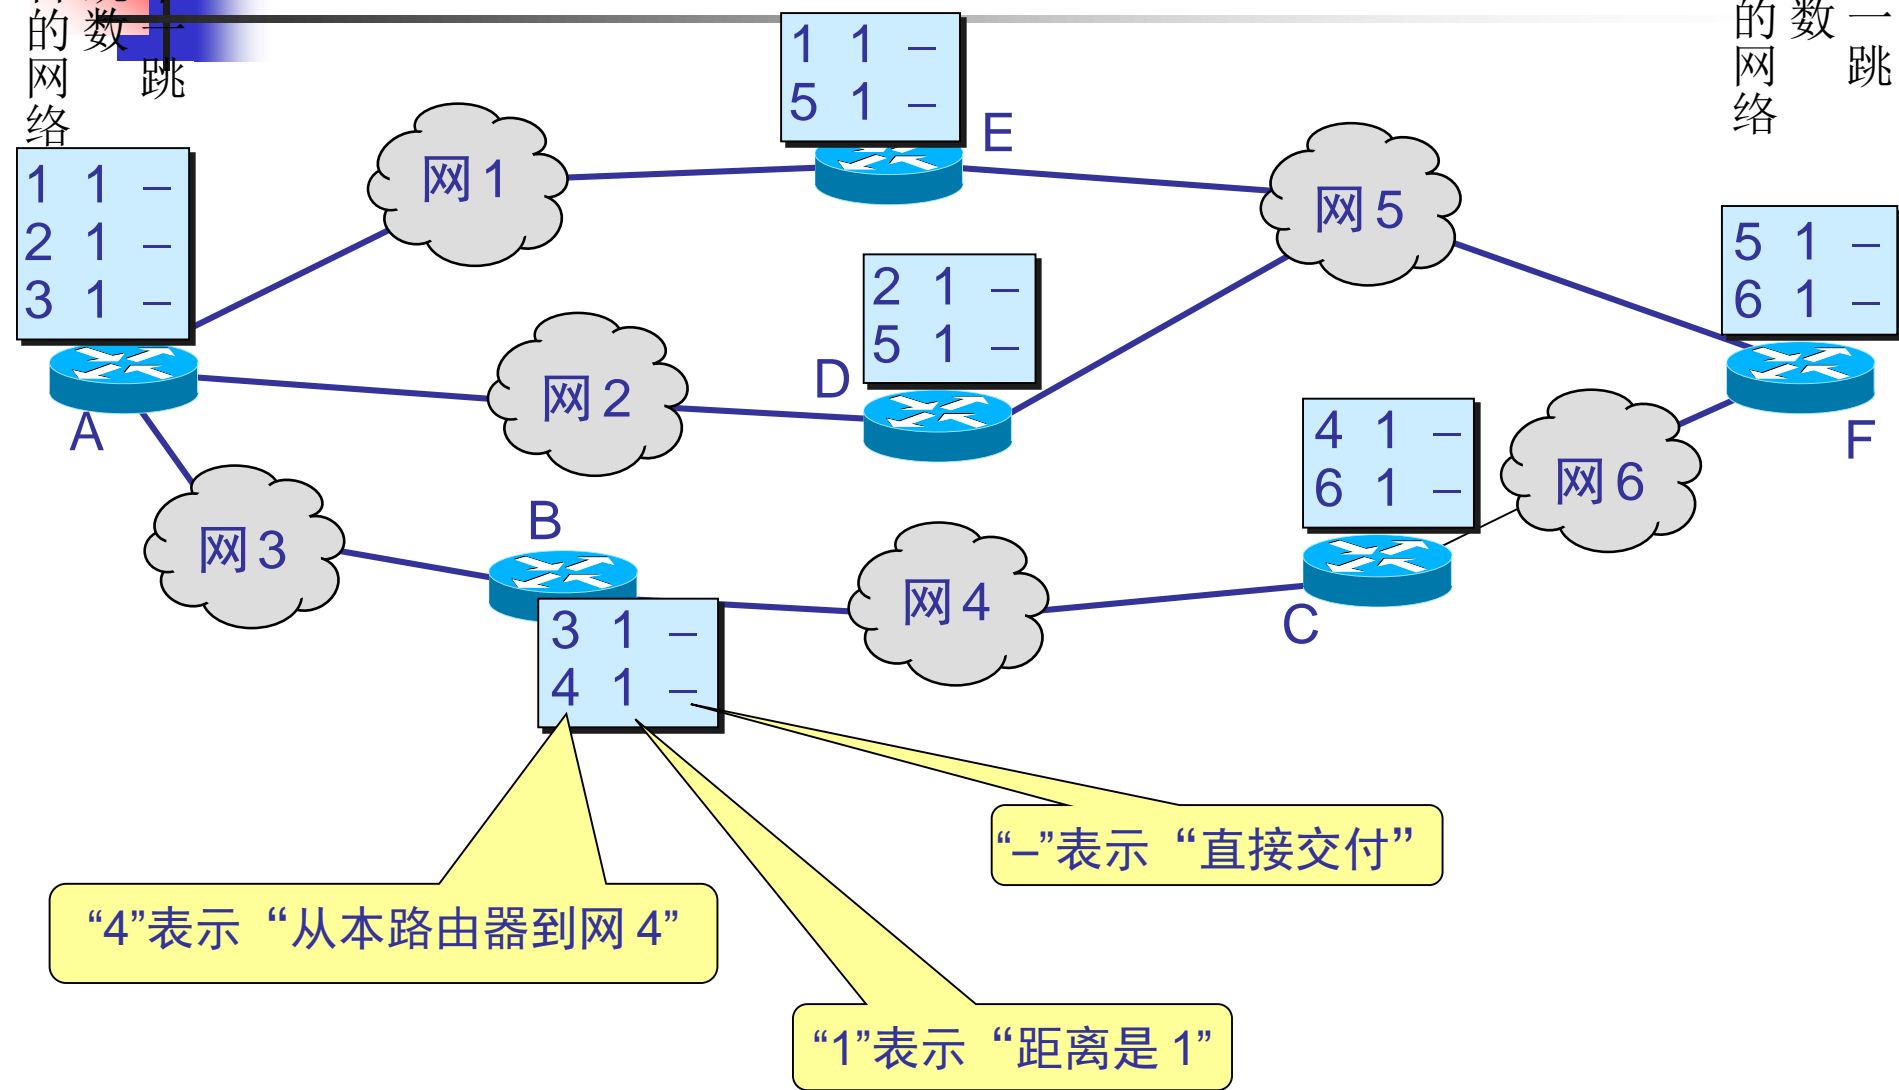 的网络
数
一跳
的网络
数
一跳
1 1 –
5 1 –
E
网1
网5
1 1 –
2 1 –
3 1 –
A
5 1 –
6 1 –
F
2 1 –
5 1 –
D
网2
4 1 –
6 1 –
C
网6
网3
B
3 1 –
4 1 –
网4
“–”表示 “直接交付”
“4”表示 “从本路由器到网 4”
“1”表示 “距离是 1”